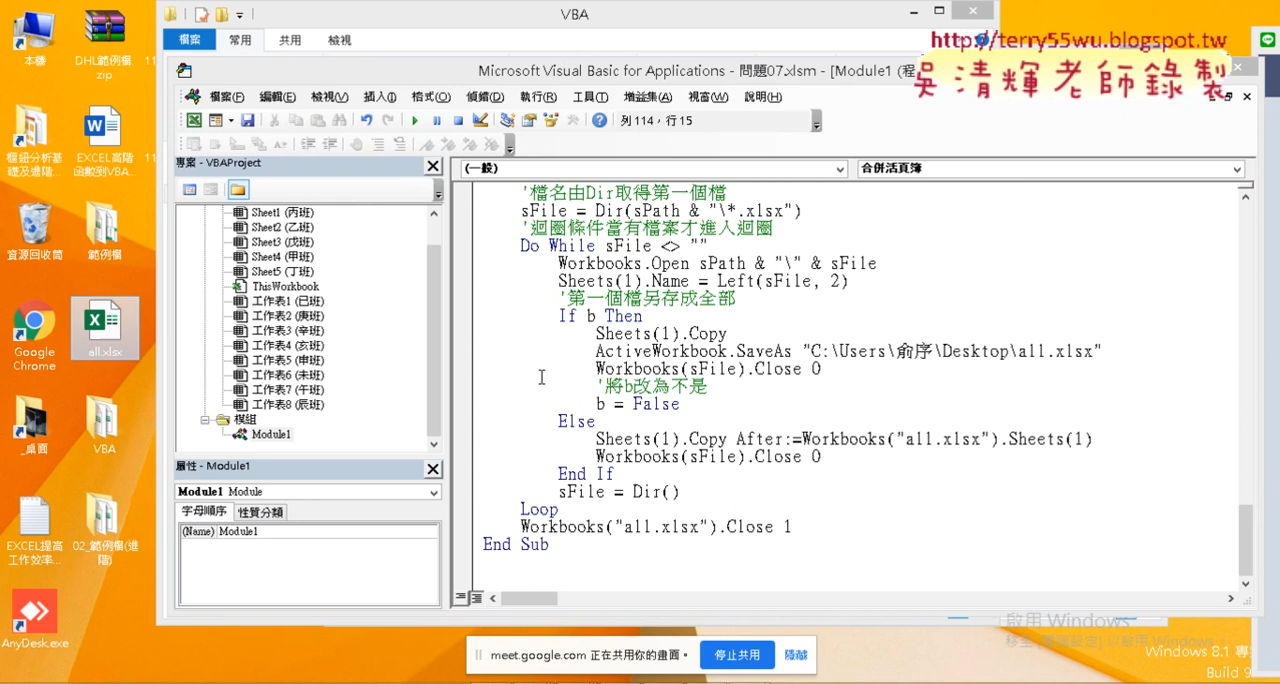 VBA
檔案
常用
共用
檢視
http://terry55wu.blogspot.tw
吳清輝老師錄製
Microsoft Visual Basic for Applications - 問題07.xlsm - [Module1 (程
檔案(F) 編輯(E) 檢視(V) 插入(I) 格式(O) 偵錯(D) 執行(R) 工具(T) 增益集(A) 視窗(W) 說明(H)
列 114，行 15
專案 - VBAProject
(一般)
合併活頁簿
Sheet1 (丙班)
Sheet2 (乙班)
Sheet3 (戊班)
Sheet4 (甲班)
Sheet5 (丁班)
ThisWorkbook
工作表1 (已班)
工作表2 (庚班)
工作表3 (辛班)
工作表4 (亥班)
工作表5 (申班)
工作表6 (未班)
工作表7 (午班)
工作表8 (辰班)
模組
Module1
屬性 - Module1
Module1 Module
字母順序 性質分類
(Name) Module1
'檔名由Dir取得第一個檔
sFile = Dir(sPath & "\*.xlsx")
'迴圈條件當有檔案才進入迴圈
Do While sFile <> ""
Workbooks.Open sPath & "\" & sFile
Sheets(1).Name = Left(sFile, 2)
'第一個檔另存成全部
If b Then
Sheets(1).Copy
ActiveWorkbook.SaveAs "C:\Users\俞序\Desktop\all.xlsx"
Workbooks(sFile).Close 0
'將b改為不是
b = False
Else
Sheets(1).Copy After:=Workbooks("all.xlsx").Sheets(1)
Workbooks(sFile).Close 0
End If
sFile = Dir()
Loop
Workbooks("all.xlsx").Close 1
End Sub
本機
DHL範例檔.zip
EXCEL高階函數到VBA...
資源回收筒
範例檔
Google Chrome
all.xlsx
_桌面
VBA
EXCEL提高工作效率...
02_範例檔(進階)
AnyDesk.exe
meet.google.com 正在共用你的畫面。
停止共用
隱藏
啟用 Windows
Windows 8.1 專
Build 9